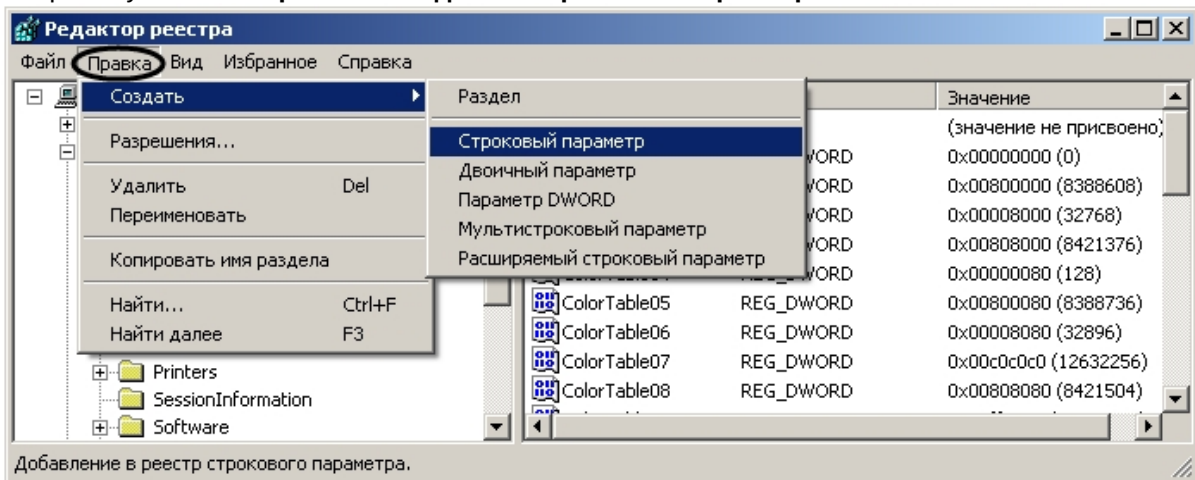 Редактор реестра
Файл Правка Вид Избранное Справка
Создать
Разрешения...
Удалить Del
Переименовать
Копировать имя раздела
Найти... Ctrl+F
Найти далее F3
Раздел
Строковый параметр
Двоичный параметр
Параметр DWORD
Мультистроковый параметр
Расширяемый строковый параметр
Значение
(значение не присвоено)
0x00000000 (0)
0x00800000 (8388608)
0x00008000 (32768)
0x00808000 (8421376)
0x00000080 (128)
ColorTable05 REG_DWORD 0x00800080 (8388736)
ColorTable06 REG_DWORD 0x00008080 (32896)
ColorTable07 REG_DWORD 0x00c0c0c0 (12632256)
ColorTable08 REG_DWORD 0x00808080 (8421504)
Printers
SessionInformation
Software
Добавление в реестр строкового параметра.